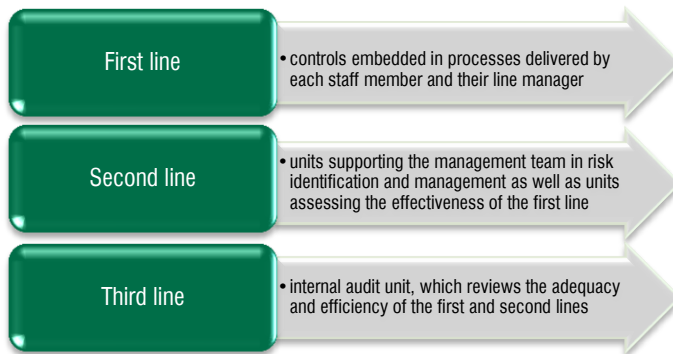 First line
• controls embedded in processes delivered by
each staff member and their line manager
Second line
• units supporting the management team in risk
identification and management as well as units
assessing the effectiveness of the first line
Third line
• internal audit unit, which reviews the adequacy
and efficiency of the first and second lines